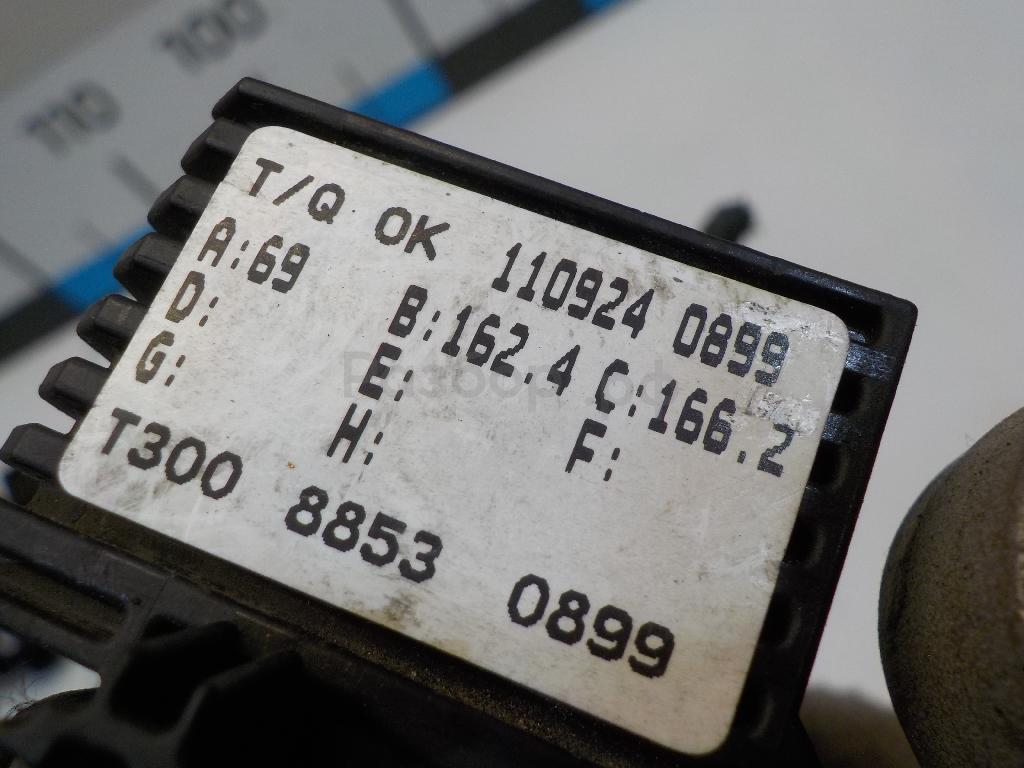 110 100
T/Q OK 110924 0899
A:69 B:162.4 C:166.2
D: E: F:
G: H:
T300 8853 0899